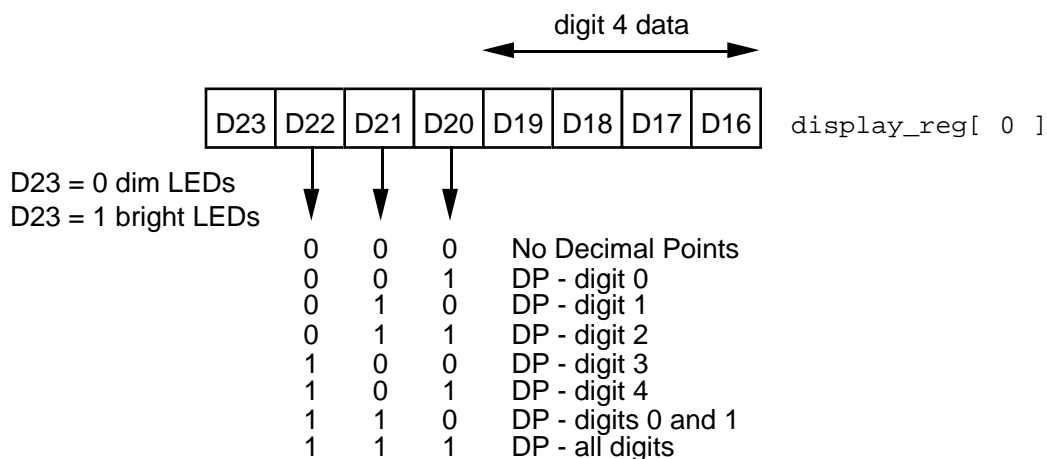 digit 4 data
D23 D22 D21 D20 D19 D18 D17 D16 display_reg[ 0 ]
D23 = 0 dim LEDs
D23 = 1 bright LEDs
0 0 0 No Decimal Points
0 0 1 DP - digit 0
0 1 0 DP - digit 1
0 1 1 DP - digit 2
1 0 0 DP - digit 3
1 0 1 DP - digit 4
1 1 0 DP - digits 0 and 1
1 1 1 DP - all digits